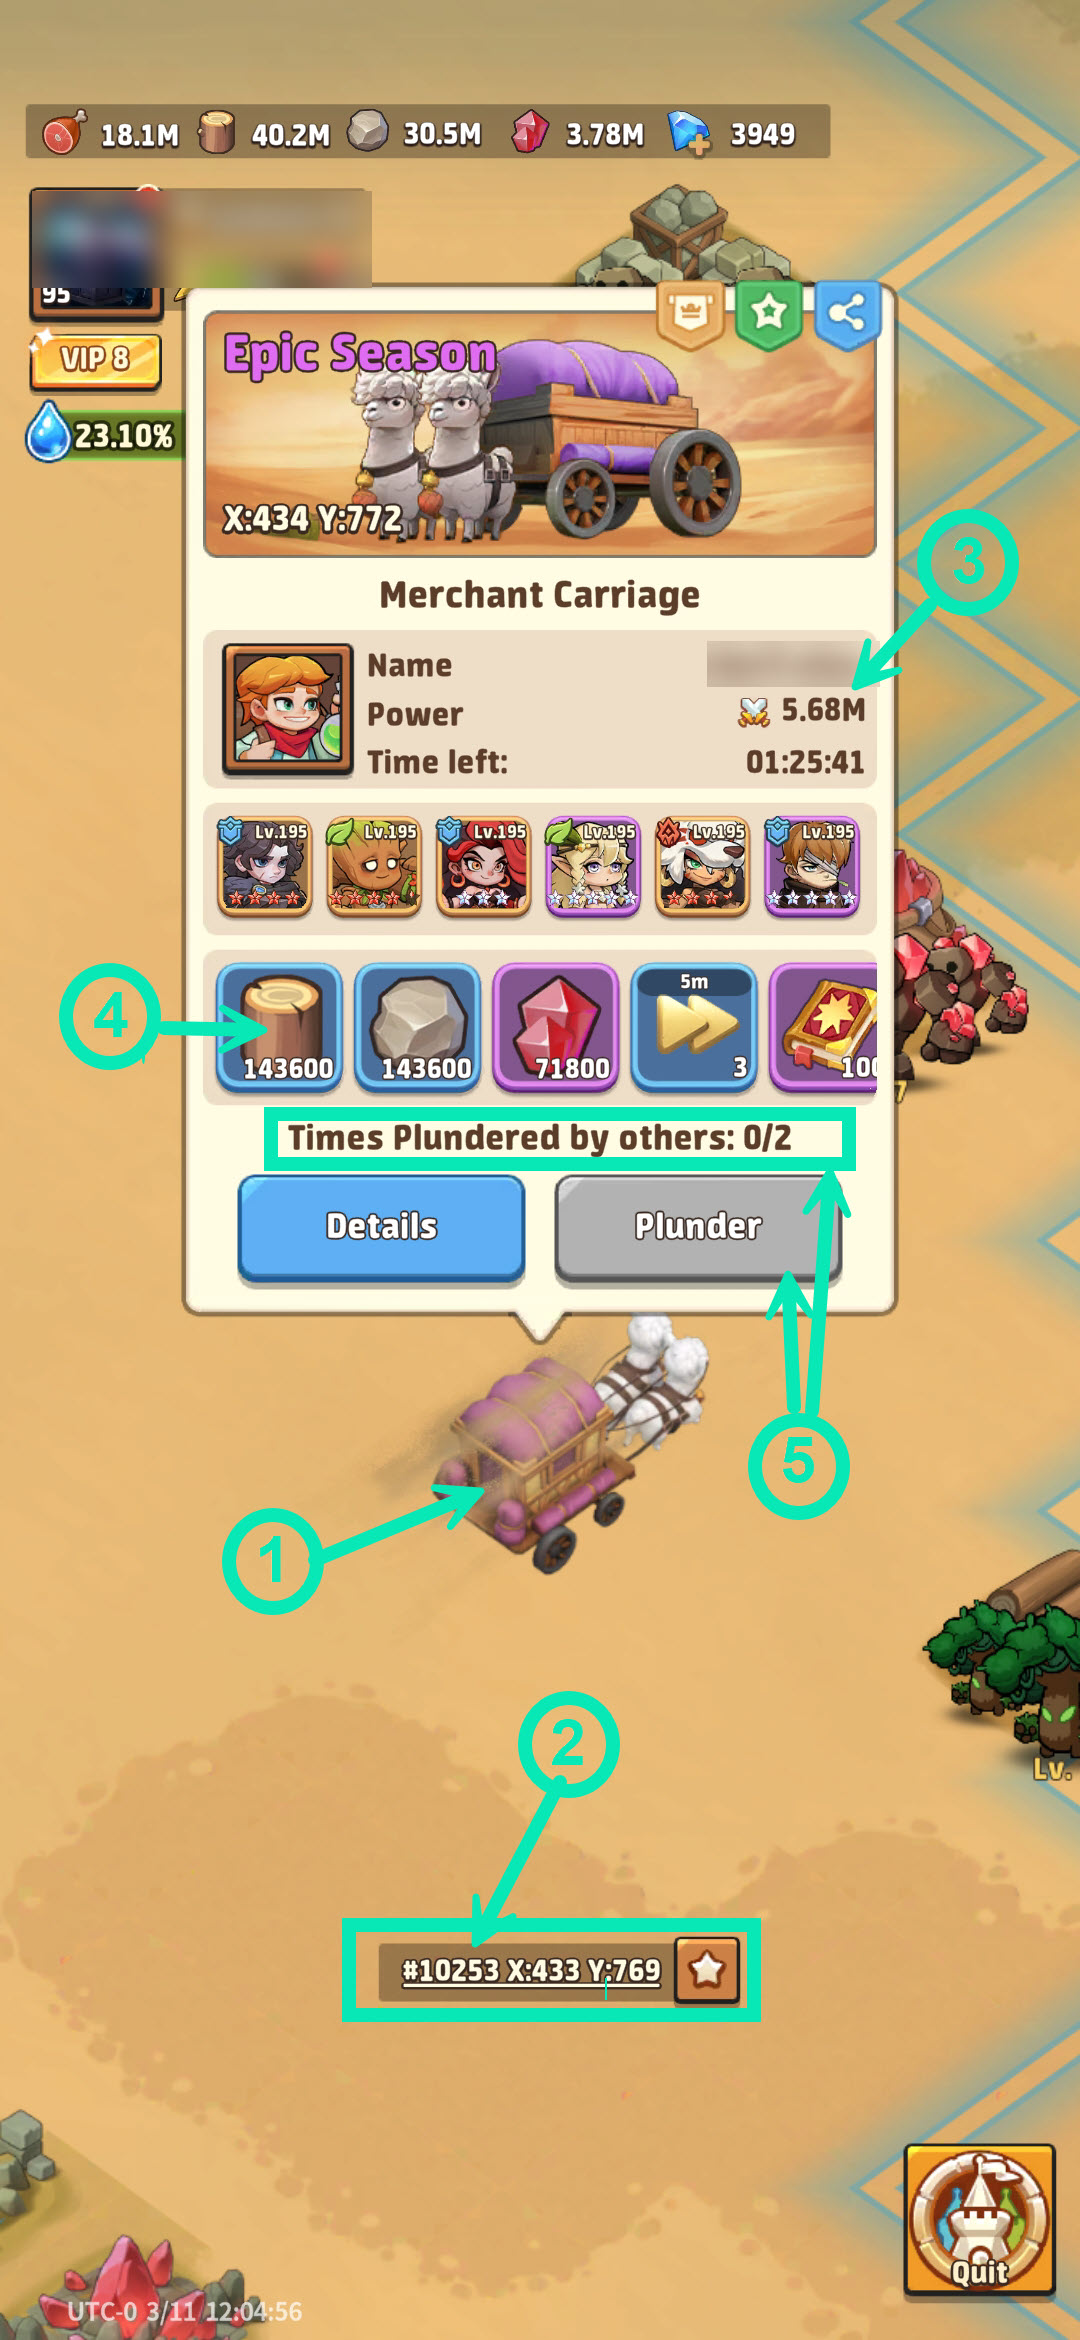 18.1M 40.2M 30.5M 3.78M 3949
95
VIP 8
23.10%
Epic Season
X:434 Y:772
3
Merchant Carriage
Name
Power 5.68M
Time left: 01:25:41
Lv.195 Lv.195 Lv.195 Lv.195 Lv.195 Lv.195
4
5m
143600 143600 71800 3 100
7
Times Plundered by others: 0/2
Details Plunder
5
1
2
Lv.
#10253 X:433 Y:769
Quit
UTC-0 3/11 12:04:56